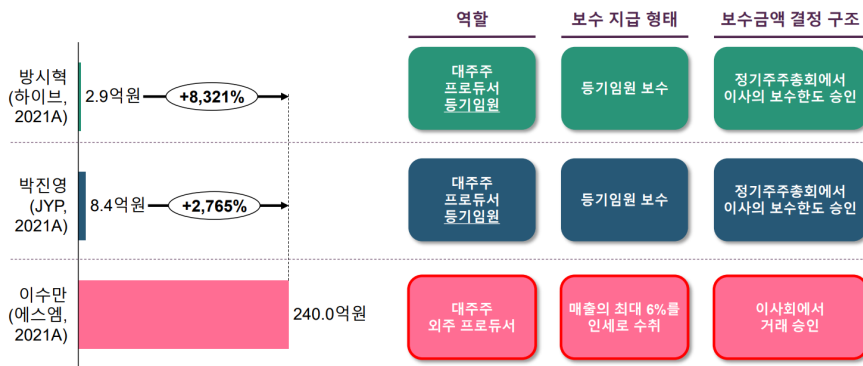 역할
보수 지급 형태
보수금액 결정 구조
방시혁
(하이브,
2021A)
2.9억원
+8,321%
대주주
프로듀서
등기임원
등기임원 보수
정기주주총회에서
이사의 보수한도 승인
박진영
(JYP,
2021A)
8.4억원
+2,765%
대주주
프로듀서
등기임원
등기임원 보수
정기주주총회에서
이사의 보수한도 승인
이수만
(에스엠,
2021A)
240.0억원
대주주
외주 프로듀서
매출의 최대 6%를
인세로 수취
이사회에서
거래 승인